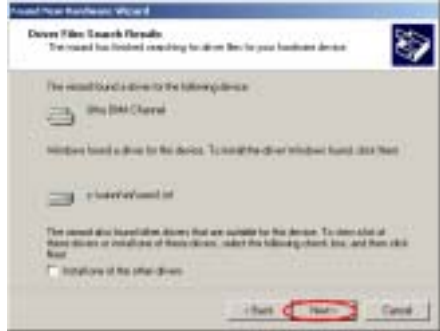 Found New Hardware Wizard
Driver Files Search Results
The wizard has finished searching for driver files for your hardware device.
The wizard found a driver for the following device:
Channel
Windows found a driver for this device. To install the driver Windows found, click Next.
The wizard also found other drivers that are suitable for this device. To view a list of
these drivers or install one of these drivers, select the following check box, and then click
Next.
Install one of the other drivers
< Back
Next >
Cancel